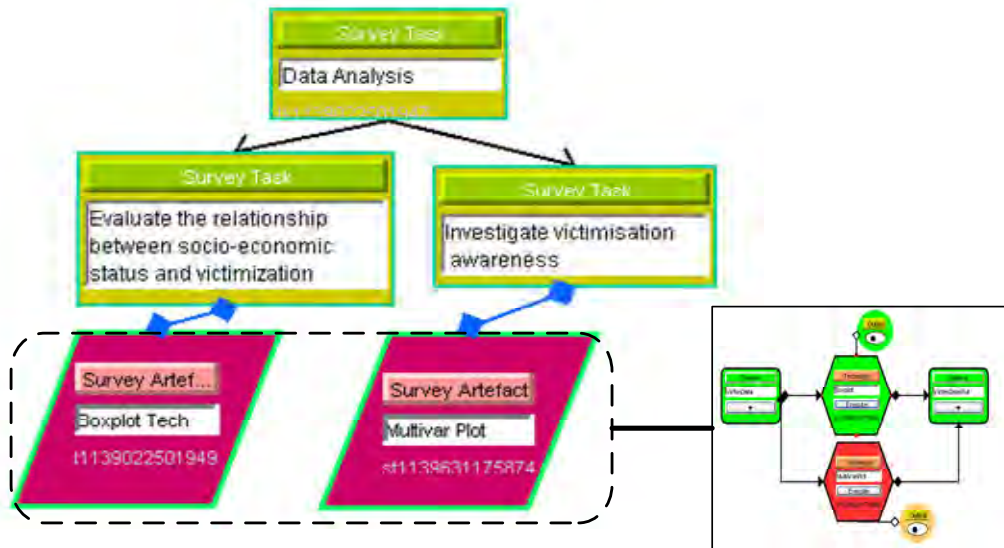 Survey Task
Data Analysis
Survey Task
Evaluate the relationship
between socio-economic
status and victimization
Survey Task
Investigate victimisation
awareness
Survey Artef...
Boxplot Tech
t1139022501949
Survey Artefact
Multivar Plot
st1139631175874